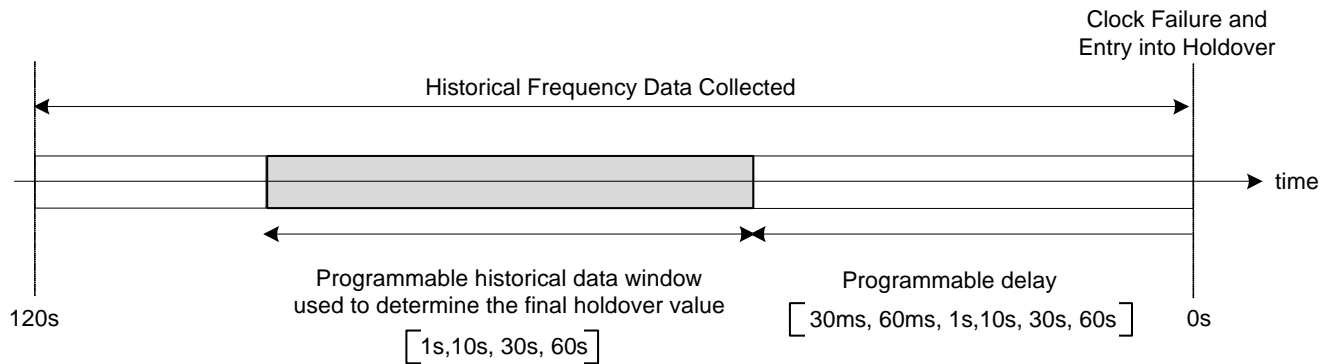 Clock Failure and
Entry into Holdover
Historical Frequency Data Collected
time
Programmable historical data window
used to determine the final holdover value
[1s,10s, 30s, 60s]
Programmable delay
[30ms, 60ms, 1s,10s, 30s, 60s]
120s
0s